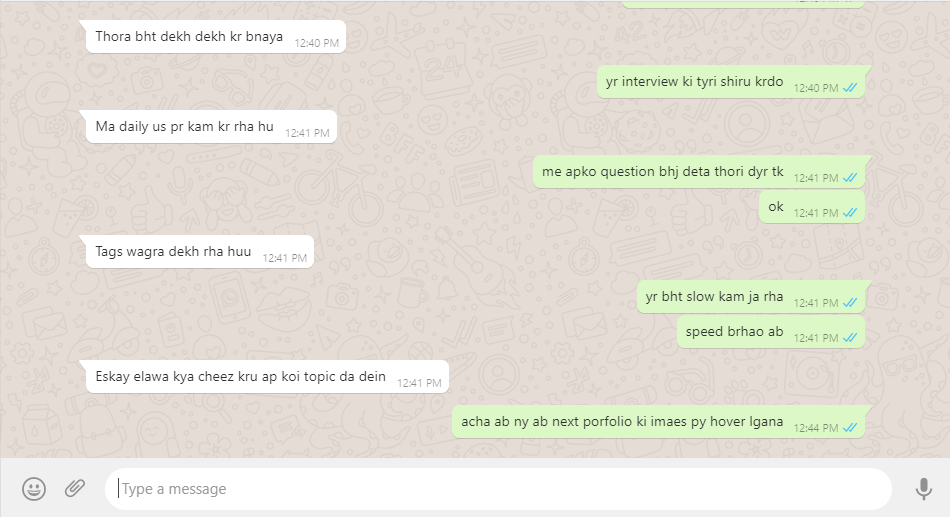 Thora bht dekh dekh kr bnaya 12:40 PM
yr interview ki tyri shiru krdo 12:40 PM
Ma daily us pr kam kr rha hu 12:41 PM
me apko question bhj deta thori dyr tk 12:41 PM
ok 12:41 PM
Tags wagra dekh rha huu 12:41 PM
yr bht slow kam ja rha 12:41 PM
speed brhao ab 12:41 PM
Eskay elawa kya cheez kru ap koi topic da dein 12:41 PM
acha ab ny ab next porfolio ki imaes py hover lgana 12:44 PM
Type a message